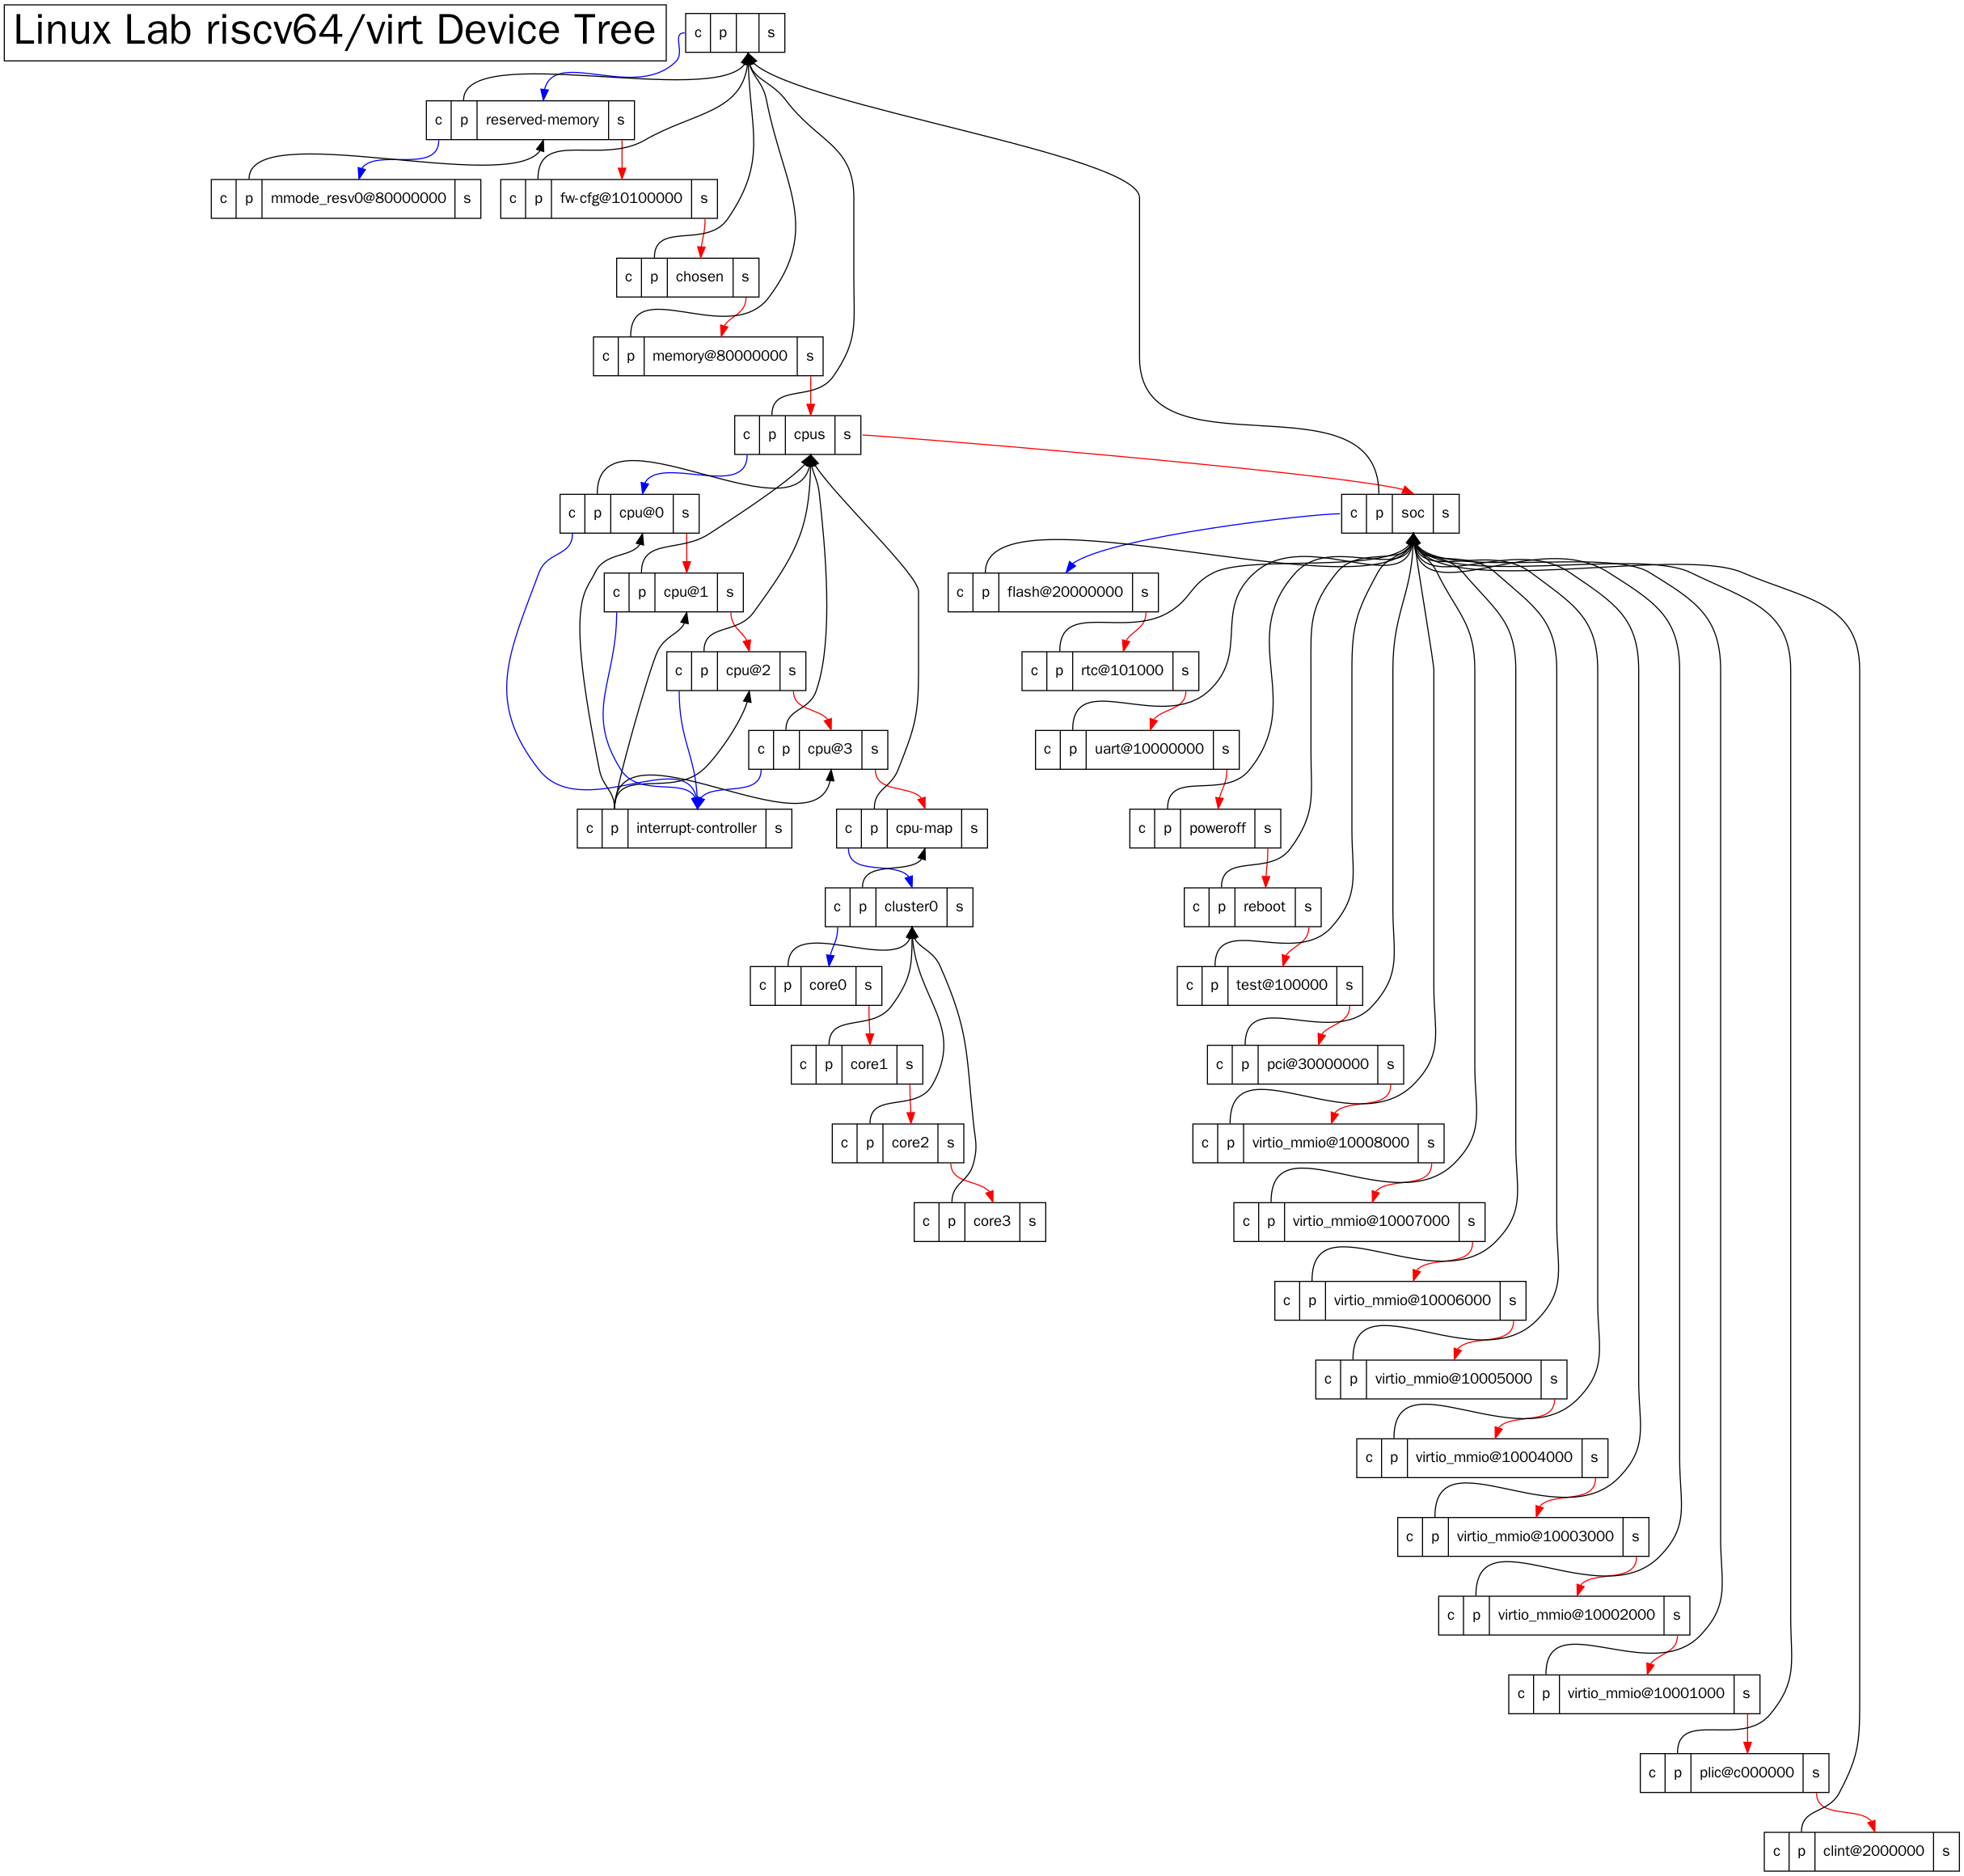 Linux Lab riscv64/virt Device Tree
c p s
c p reserved-memory s
c p mmode_resv0@80000000 s
c p fw-cfg@10100000 s
c p chosen s
c p memory@80000000 s
c p cpus s
c p cpu@0 s
c p soc s
c p cpu@1 s
c p flash@20000000 s
c p cpu@2 s
c p rtc@101000 s
c p cpu@3 s
c p uart@10000000 s
c p interrupt-controller s
c p cpu-map s
c p poweroff s
c p cluster0 s
c p reboot s
c p core0 s
c p test@100000 s
c p core1 s
c p pci@30000000 s
c p core2 s
c p virtio_mmio@10008000 s
c p core3 s
c p virtio_mmio@10007000 s
c p virtio_mmio@10006000 s
c p virtio_mmio@10005000 s
c p virtio_mmio@10004000 s
c p virtio_mmio@10003000 s
c p virtio_mmio@10002000 s
c p virtio_mmio@10001000 s
c p plic@c000000 s
c p clint@2000000 s